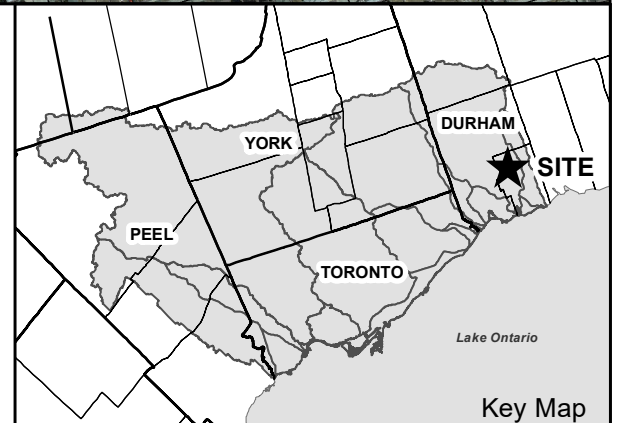 DURHAM
YORK
SITE
PEEL
TORONTO
Lake Ontario
Key Map